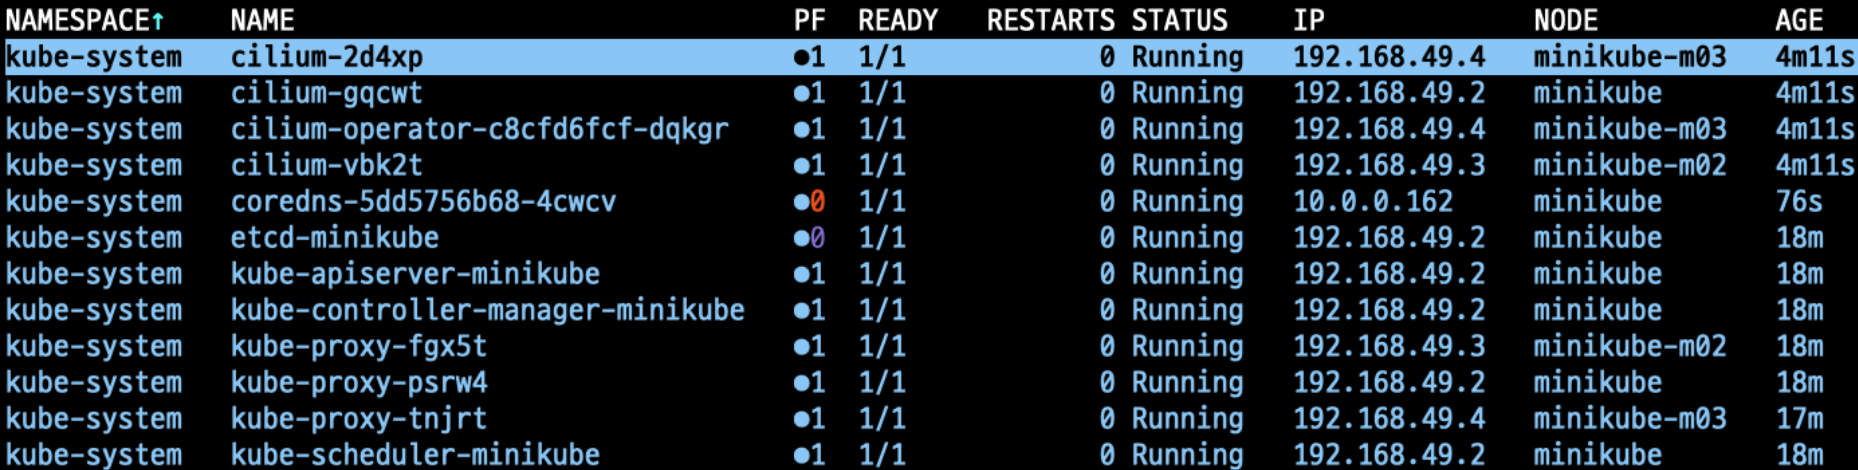 NAMESPACE↑ NAME PF READY RESTARTS STATUS IP NODE AGE
kube-system cilium-2d4xp ●1 1/1 0 Running 192.168.49.4 minikube-m03 4m11s
kube-system cilium-gqcwt ●1 1/1 0 Running 192.168.49.2 minikube 4m11s
kube-system cilium-operator-c8cfd6fcf-dqkgr ●1 1/1 0 Running 192.168.49.4 minikube-m03 4m11s
kube-system cilium-vbk2t ●1 1/1 0 Running 192.168.49.3 minikube-m02 4m11s
kube-system coredns-5dd5756b68-4cwcv ●0 1/1 0 Running 10.0.0.162 minikube 76s
kube-system etcd-minikube ●0 1/1 0 Running 192.168.49.2 minikube 18m
kube-system kube-apiserver-minikube ●1 1/1 0 Running 192.168.49.2 minikube 18m
kube-system kube-controller-manager-minikube ●1 1/1 0 Running 192.168.49.2 minikube 18m
kube-system kube-proxy-fgx5t ●1 1/1 0 Running 192.168.49.3 minikube-m02 18m
kube-system kube-proxy-psrw4 ●1 1/1 0 Running 192.168.49.2 minikube 18m
kube-system kube-proxy-tnjrt ●1 1/1 0 Running 192.168.49.4 minikube-m03 17m
kube-system kube-scheduler-minikube ●1 1/1 0 Running 192.168.49.2 minikube 18m